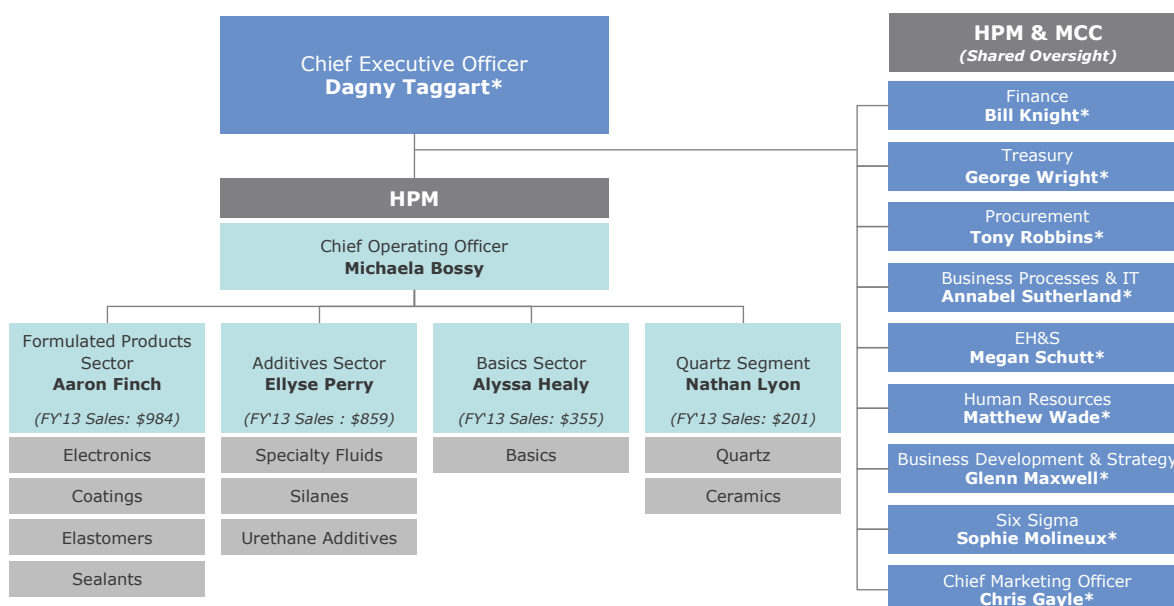 Chief Executive Officer
Dagny Taggart*
HPM
Chief Operating Officer
Michaela Bossy
Formulated Products
Sector
Aaron Finch
(FY'13 Sales: $984)
Electronics
Coatings
Elastomers
Sealants
Additives Sector
Ellyse Perry
(FY'13 Sales : $859)
Specialty Fluids
Silanes
Urethane Additives
Basics Sector
Alyssa Healy
(FY'13 Sales: $355)
Basics
Quartz Segment
Nathan Lyon
(FY'13 Sales: $201)
Quartz
Ceramics
HPM & MCC
(Shared Oversight)
Finance
Bill Knight*
Treasury
George Wright*
Procurement
Tony Robbins*
Business Processes & IT
Annabel Sutherland*
EH&S
Megan Schutt*
Human Resources
Matthew Wade*
Business Development & Strategy
Glenn Maxwell*
Six Sigma
Sophie Molineux*
Chief Marketing Officer
Chris Gayle*